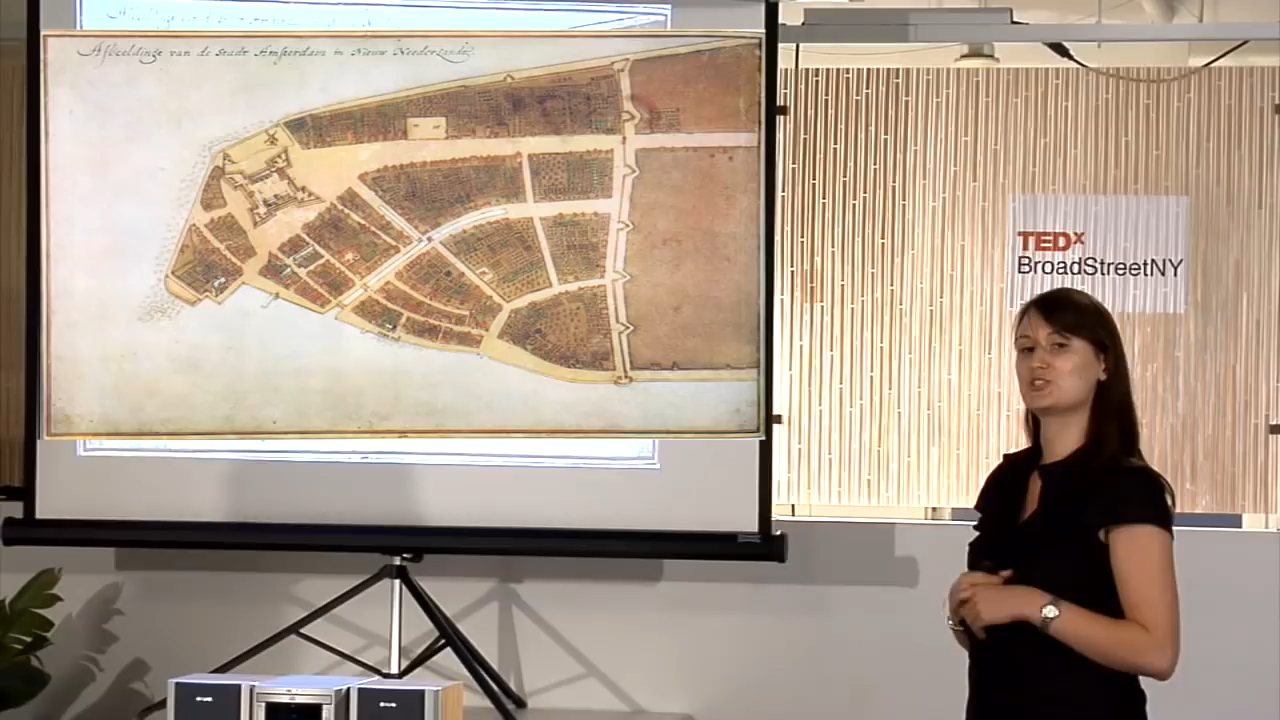 Afbeeldinge van de Stadt Amsterdam in Nieuw Neederlandt.
TEDx
BroadStreetNY